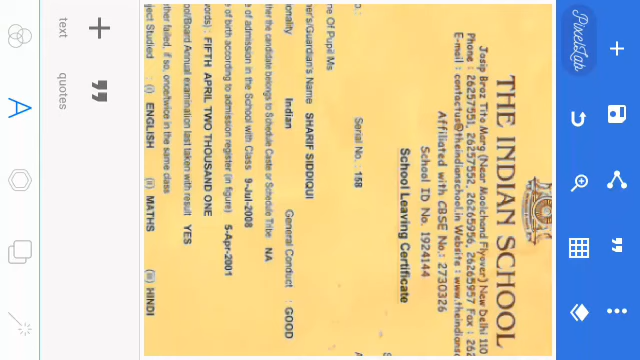 PixelLab
THE INDIAN SCHOOL
Josip Broz Tito Marg (Near Moolchand Flyover) New Delhi 110
Phone : 26257551, 26257552, 26265956, 26265957 Fax : 262
E-mail : contactus@theindianschool.in Website : www.theindians
Affiliated with CBSE No.: 2730326
School ID No. 1924144
School Leaving Certificate
Serial No. : 158
me Of Pupil Ms
her's/Guardian's Name SHARIF SIDDIQUI
ionality Indian General Conduct : GOOD
her the candidate belongs to Schedule Caste or Schedule Tribe NA
e of admission in the School with Class 9-Jul-2008
e of birth according to admission register (in figure) 5-Apr-2001
words) : FIFTH APRIL TWO THOUSAND ONE
ool/Board Annual examination last taken with result YES
ther failed, if so, once/twice in the same class
ject Studied : (i) ENGLISH (ii) MATHS (iii) HINDI
text
quotes
A